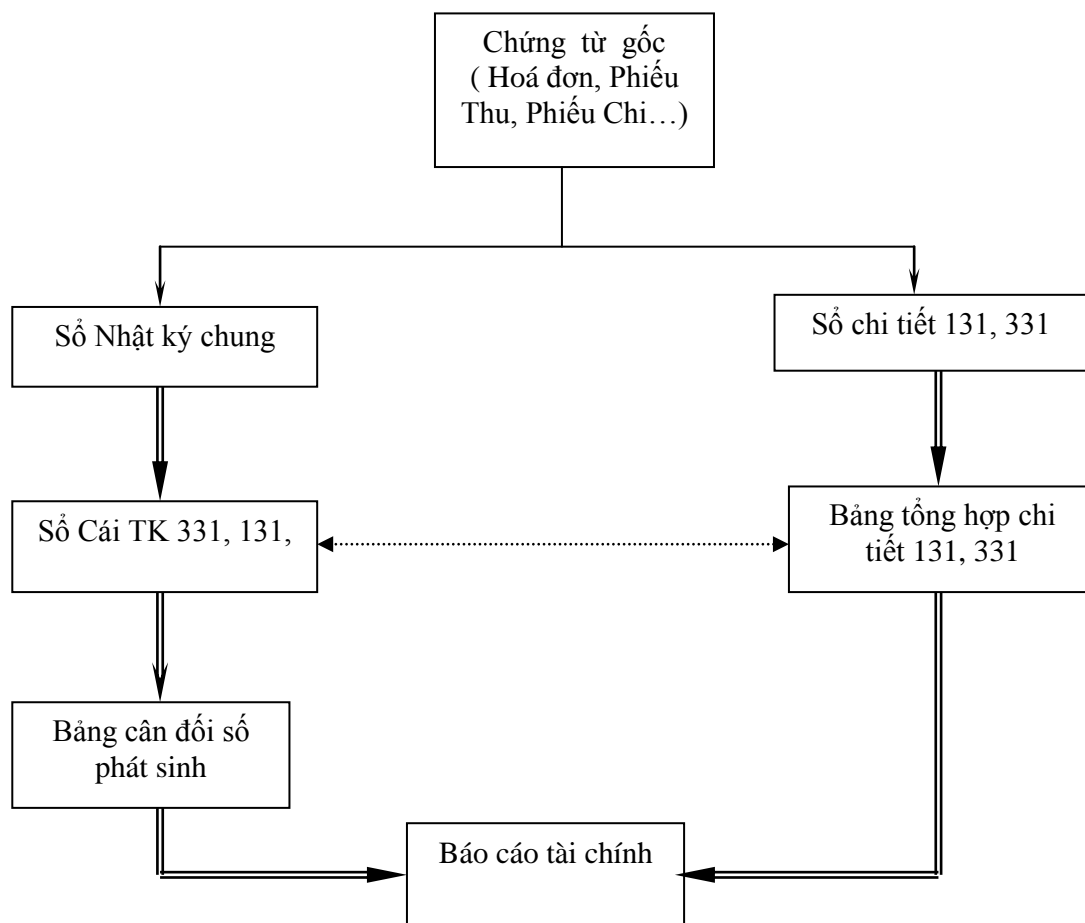 Chứng từ gốc
( Hoá đơn, Phiếu
Thu, Phiếu Chi…)
Sổ Nhật ký chung
Sổ chi tiết 131, 331
Sổ Cái TK 331, 131,
Bảng tổng hợp chi
tiết 131, 331
Bảng cân đối số
phát sinh
Báo cáo tài chính